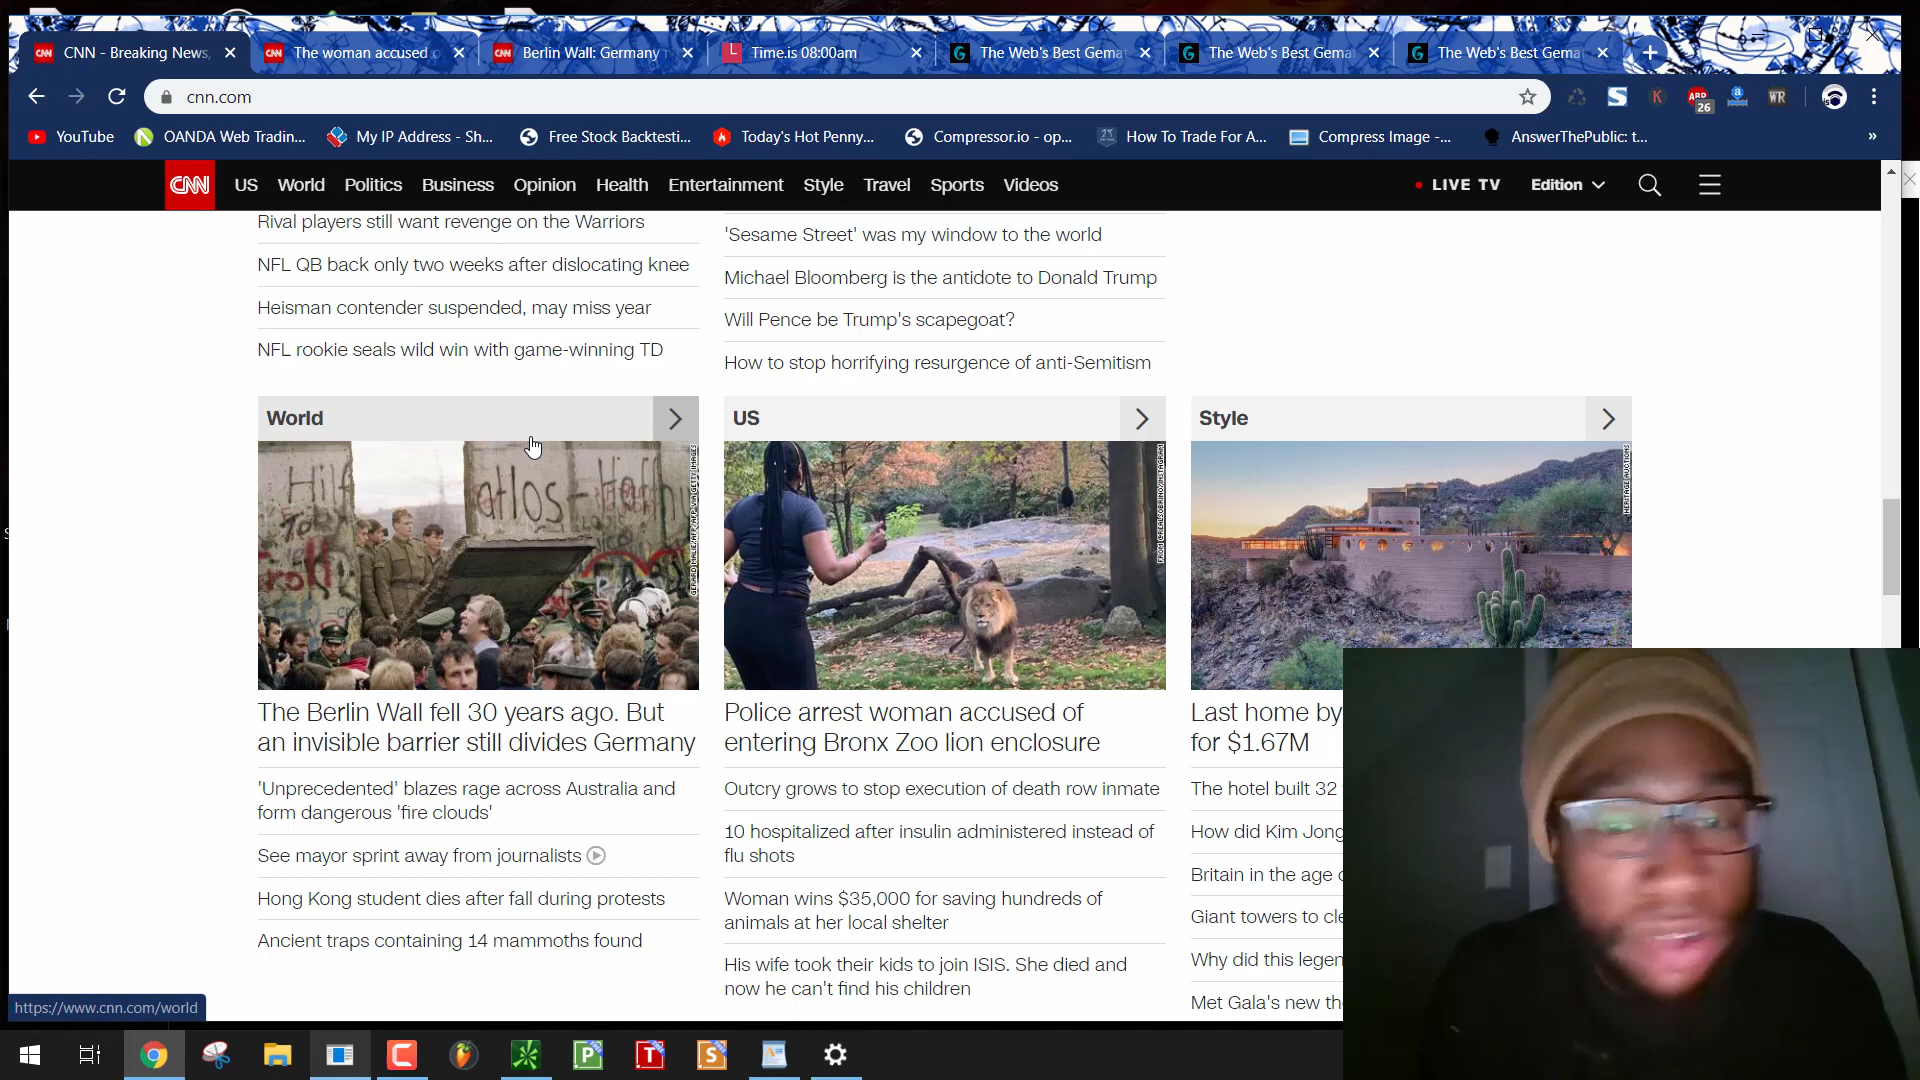 CNN - Breaking News,
The woman accused o
Berlin Wall: Germany
Time.is 08:00am
The Web's Best Gema
The Web's Best Gema
The Web's Best Gema
cnn.com
ABP
26
a
WR
YouTube
OANDA Web Tradin...
My IP Address - Sh...
Free Stock Backtesti...
Today's Hot Penny...
Compressor.io - op...
How To Trade For A...
Compress Image -...
AnswerThePublic: t...
»
CNN
US
World
Politics
Business
Opinion
Health
Entertainment
Style
Travel
Sports
Videos
LIVE TV
Edition
Rival players still want revenge on the Warriors
NFL QB back only two weeks after dislocating knee
Heisman contender suspended, may miss year
NFL rookie seals wild win with game-winning TD
'Sesame Street' was my window to the world
Michael Bloomberg is the antidote to Donald Trump
Will Pence be Trump's scapegoat?
How to stop horrifying resurgence of anti-Semitism
World
The Berlin Wall fell 30 years ago. But
an invisible barrier still divides Germany
'Unprecedented' blazes rage across Australia and
form dangerous 'fire clouds'
See mayor sprint away from journalists
Hong Kong student dies after fall during protests
Ancient traps containing 14 mammoths found
US
Police arrest woman accused of
entering Bronx Zoo lion enclosure
Outcry grows to stop execution of death row inmate
10 hospitalized after insulin administered instead of
flu shots
Woman wins $35,000 for saving hundreds of
animals at her local shelter
His wife took their kids to join ISIS. She died and
now he can't find his children
Style
HERITAGE AUCTIONS
Last home by
for $1.67M
The hotel built 32
How did Kim Jong
Britain in the age
Giant towers to cle
Why did this legen
Met Gala's new th
https://www.cnn.com/world